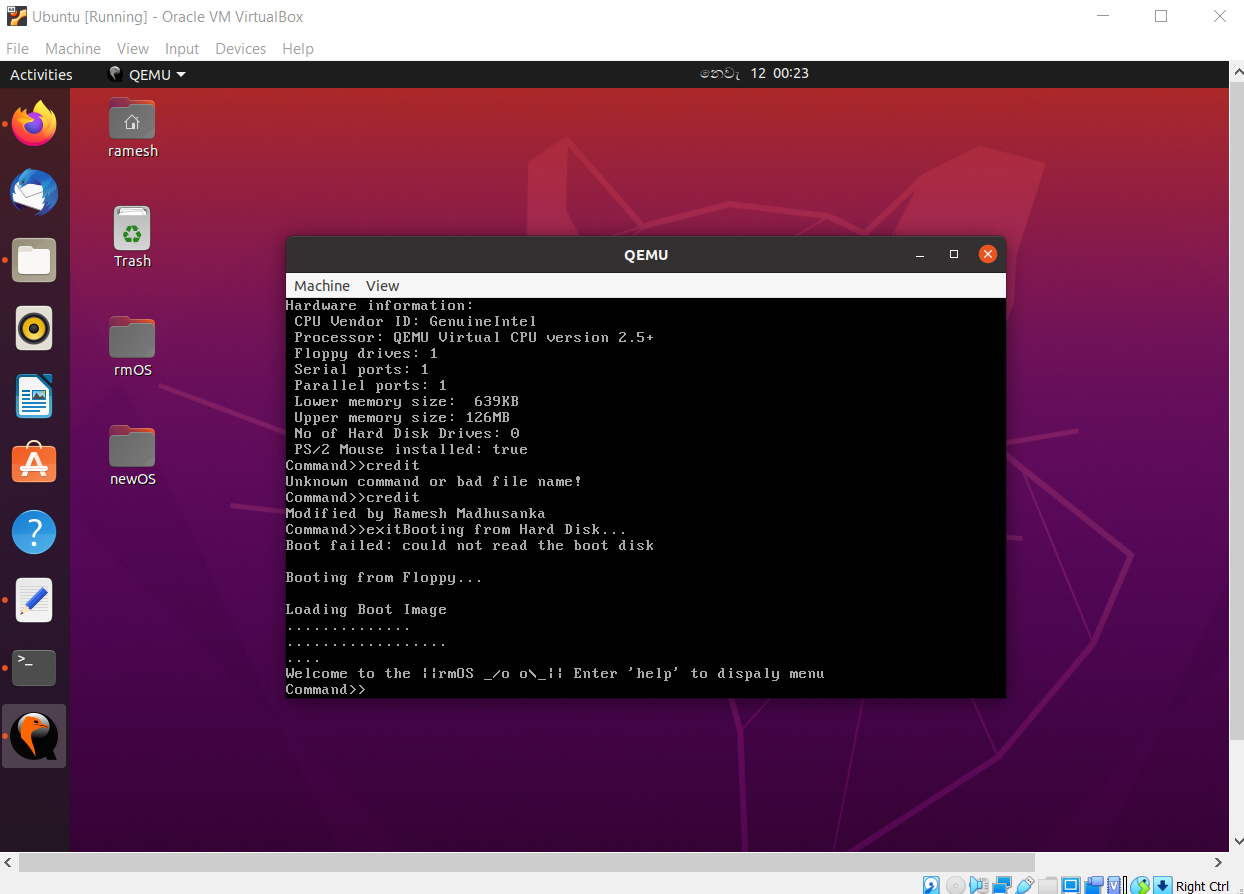 Ubuntu [Running] - Oracle VM VirtualBox
File Machine View Input Devices Help
Activities QEMU නොවැ 12 00:23
ramesh
Trash
rmOS
newOS
QEMU
Machine View
Hardware information:
CPU Vendor ID: GenuineIntel
Processor: QEMU Virtual CPU version 2.5+
Floppy drives: 1
Serial ports: 1
Parallel ports: 1
Lower memory size:  639KB
Upper memory size: 126MB
No of Hard Disk Drives: 0
PS/2 Mouse installed: true
Command>>credit
Unknown command or bad file name!
Command>>credit
Modified by Ramesh Madhusanka
Command>>exitBooting from Hard Disk...
Boot failed: could not read the boot disk
Booting from Floppy...
Loading Boot Image
..............
..................
....
Welcome to the ||rmOS _/o o\_|| Enter 'help' to dispaly menu
Command>>
Right Ctrl